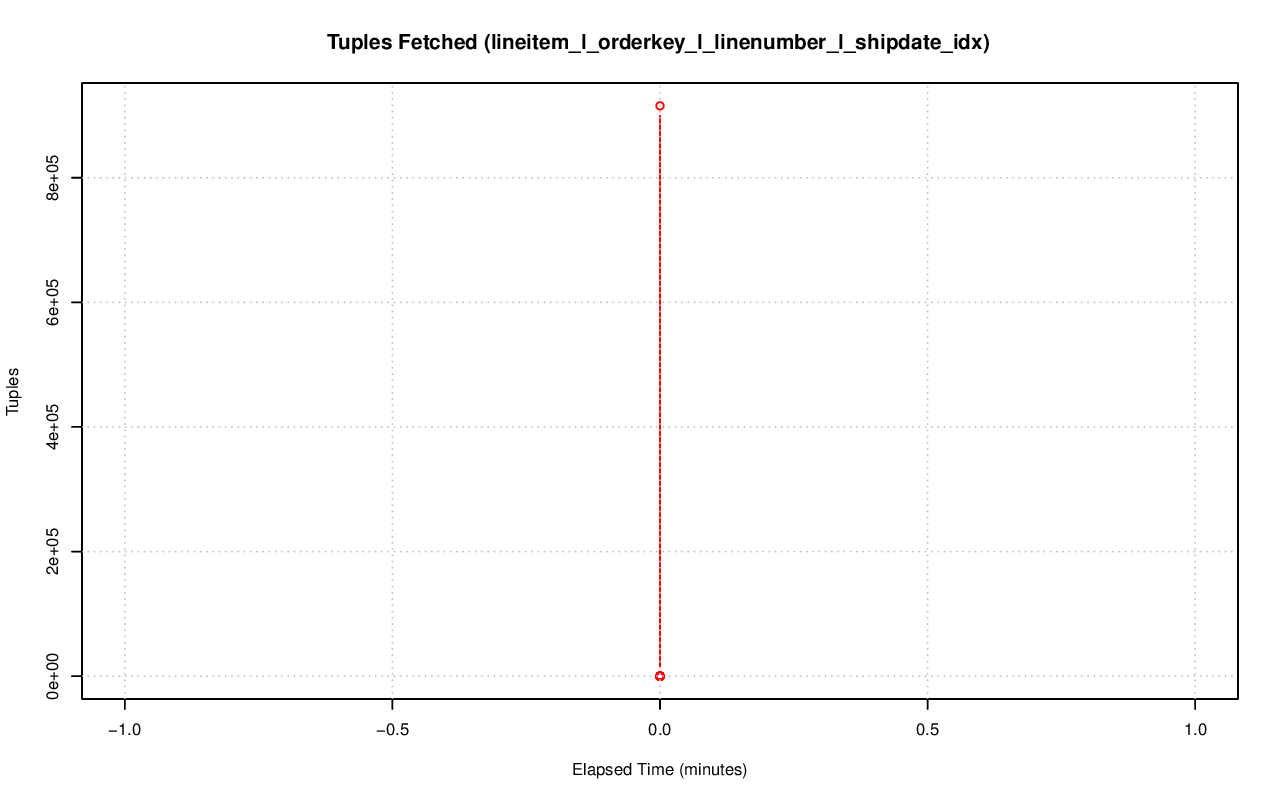 Tuples Fetched (lineitem_l_orderkey_l_linenumber_l_shipdate_idx)
8e+05
6e+05
4e+05
2e+05
0e+00
Tuples
−1.0 −0.5 0.0 0.5 1.0
Elapsed Time (minutes)